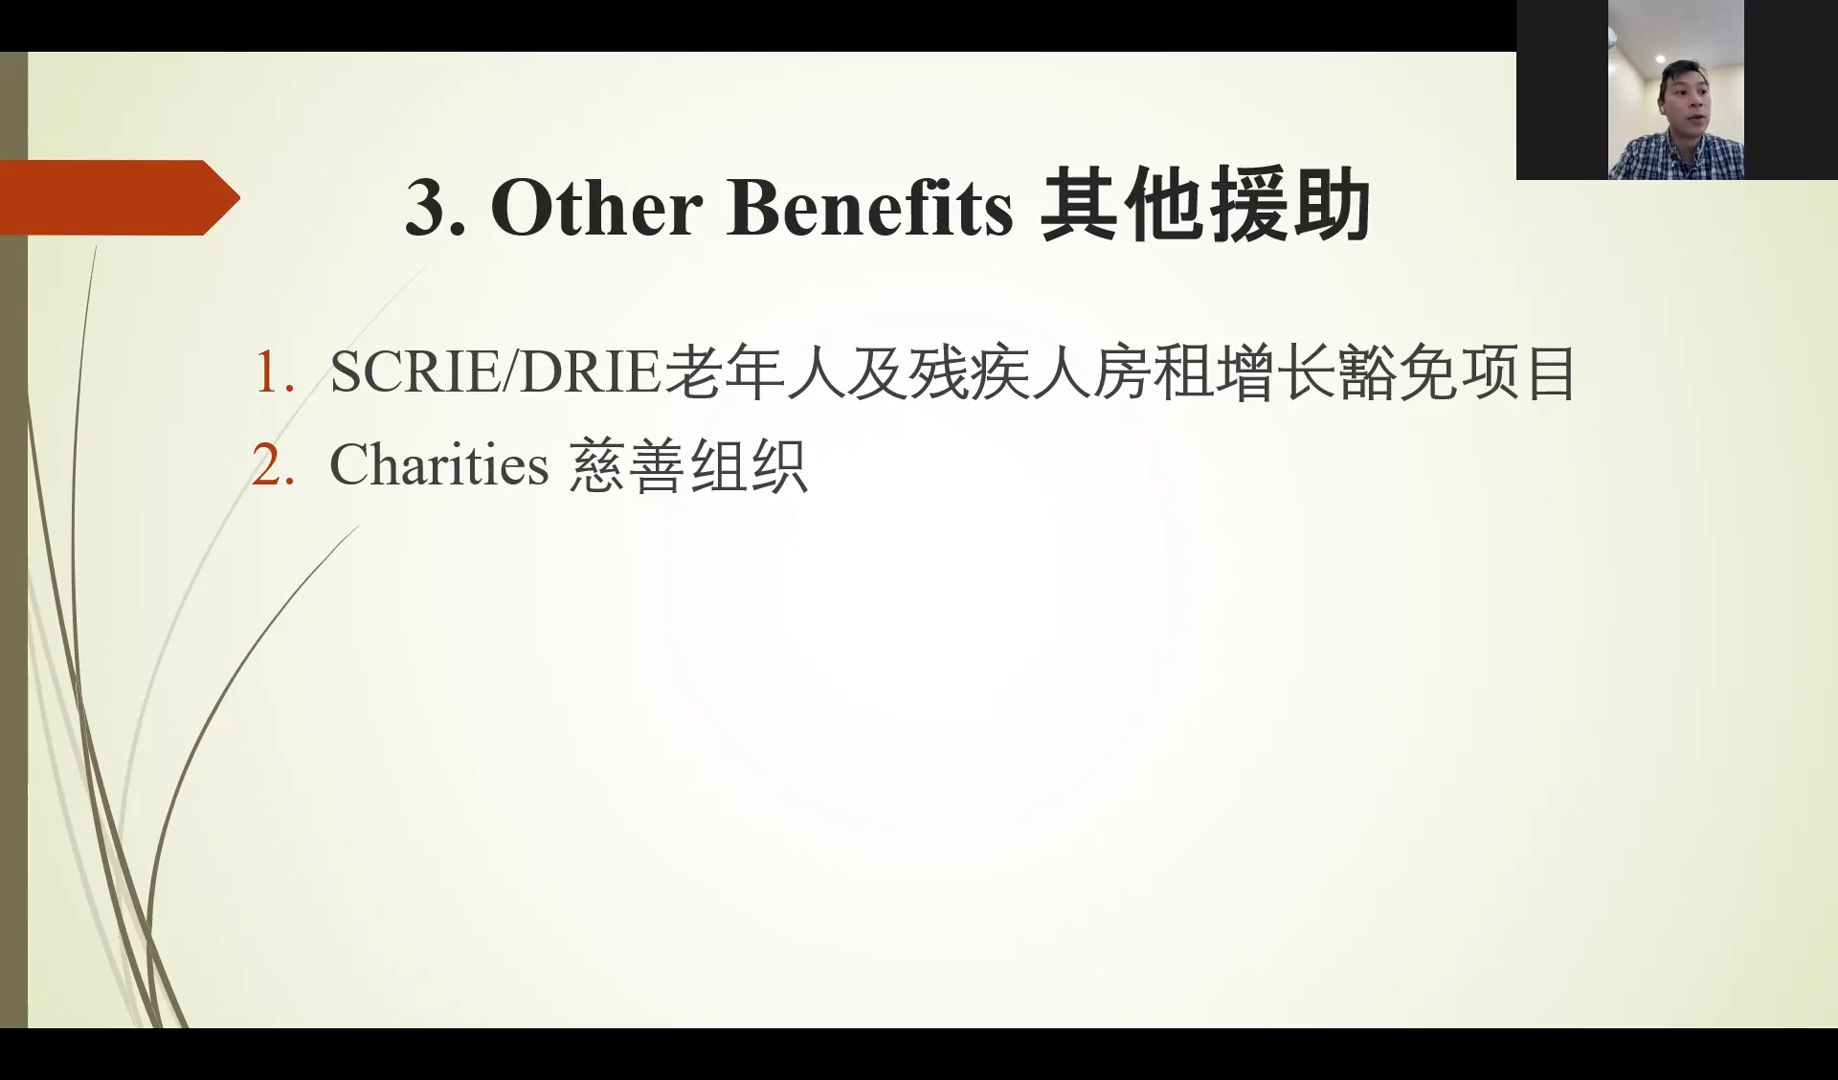 3. Other Benefits 其他援助
1. SCRIE/DRIE老年人及残疾人房租增长豁免项目
2. Charities 慈善组织